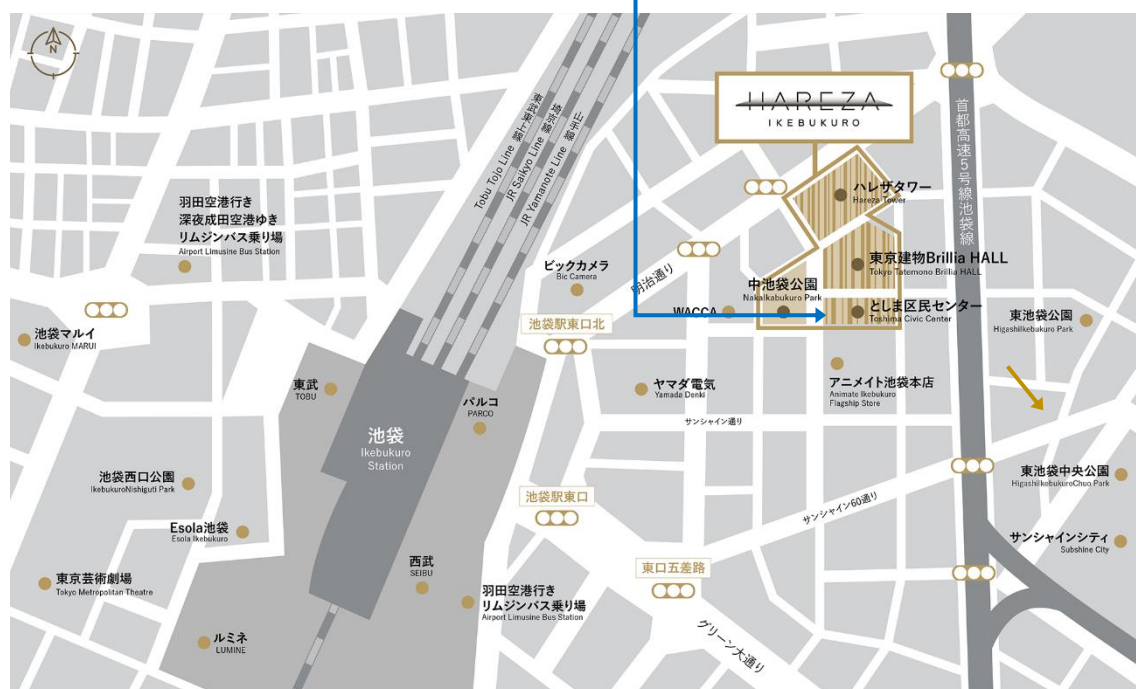 N
HAREZA
IKEBUKURO
首都高速5号線池袋線
東武東上線
Tobu Tojo Line
埼京線
JR Saikyo Line
山手線
JR Yamanote Line
ハレザタワー
Hareza Tower
羽田空港行き
深夜成田空港ゆき
リムジンバス乗り場
Airport Limusine Bus Station
東京建物Brillia HALL
Tokyo Tatemono Brillia HALL
ビックカメラ
Bic Camera
明治通り
中池袋公園
Nakaikabukuro Park
WACCA
としま区民センター
Toshima Civic Center
東池袋公園
HigashiIkebukuro Park
池袋マルイ
Ikebukuro MARUI
池袋駅東口北
東武
TOBU
パルコ
PARCO
ヤマダ電気
Yamada Denki
アニメイト池袋本店
Animate Ikebukuro
Flagship Store
サンシャイン通り
池袋
Ikebukuro
Station
池袋西口公園
IkebukuroNishiguti Park
池袋駅東口
サンシャイン60通り
東池袋中央公園
HigashiIkebukuroChuo Park
Esola池袋
Esola Ikebukuro
サンシャインシティ
Subshine City
東京芸術劇場
Tokyo Metropolitan Theatre
西武
SEIBU
羽田空港行き
リムジンバス乗り場
Airport Limusine Bus Station
東口五差路
グリーン大通り
ルミネ
LUMINE